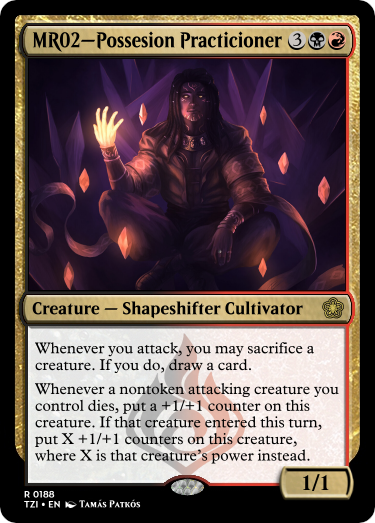 MR02—Possesion Practicioner 3
Creature — Shapeshifter Cultivator
Whenever you attack, you may sacrifice a
creature. If you do, draw a card.
Whenever a nontoken attacking creature you
control dies, put a +1/+1 counter on this
creature. If that creature entered this turn,
put X +1/+1 counters on this creature,
where X is that creature's power instead.
1/1
R 0188
TZI • EN Tamás Patkós